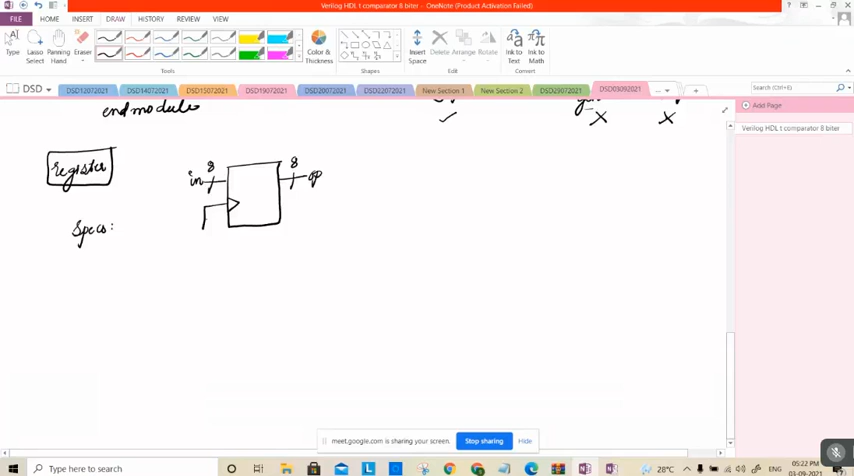 Verilog HDL t comparator 8 biter - OneNote (Product Activation Failed)
FILE HOME INSERT DRAW HISTORY REVIEW VIEW
Type Lasso Select Panning Hand Eraser Color & Thickness Insert Space Delete Arrange Rotate Ink to Text Ink to Math
Tools Shapes Edit Convert
DSD DSD12072021 DSD14072021 DSD15072021 DSD19072021 DSD20072021 DSD22072021 New Section 1 New Section 2 DSD29072021 DSD03092021 Search (Ctrl+E)
Add Page
Verilog HDL t comparator 8 biter
endmodule
Register
8 8
in op
Specs:
meet.google.com is sharing your screen. Stop sharing Hide
Type here to search
28°C ENG 05:22 PM
03-09-2021